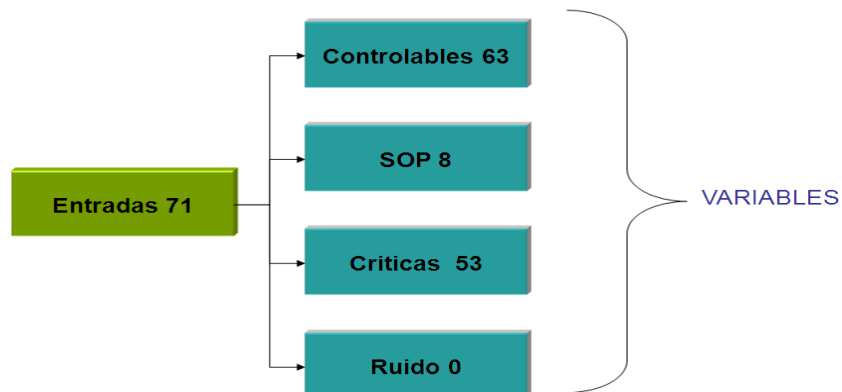 Controlables 63
SOP 8
Entradas 71
VARIABLES
Criticas 53
Ruido 0